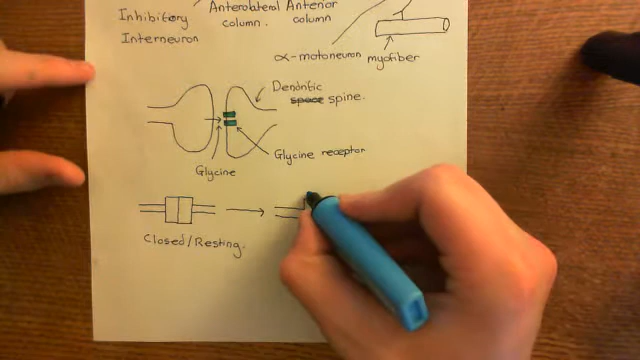 Inhibitory
Interneuron
Anterolateral
column.
Anterior
column
α-motoneuron
myofiber
Dendritic
space spine.
Glycine receptor
Glycine
Closed/Resting.